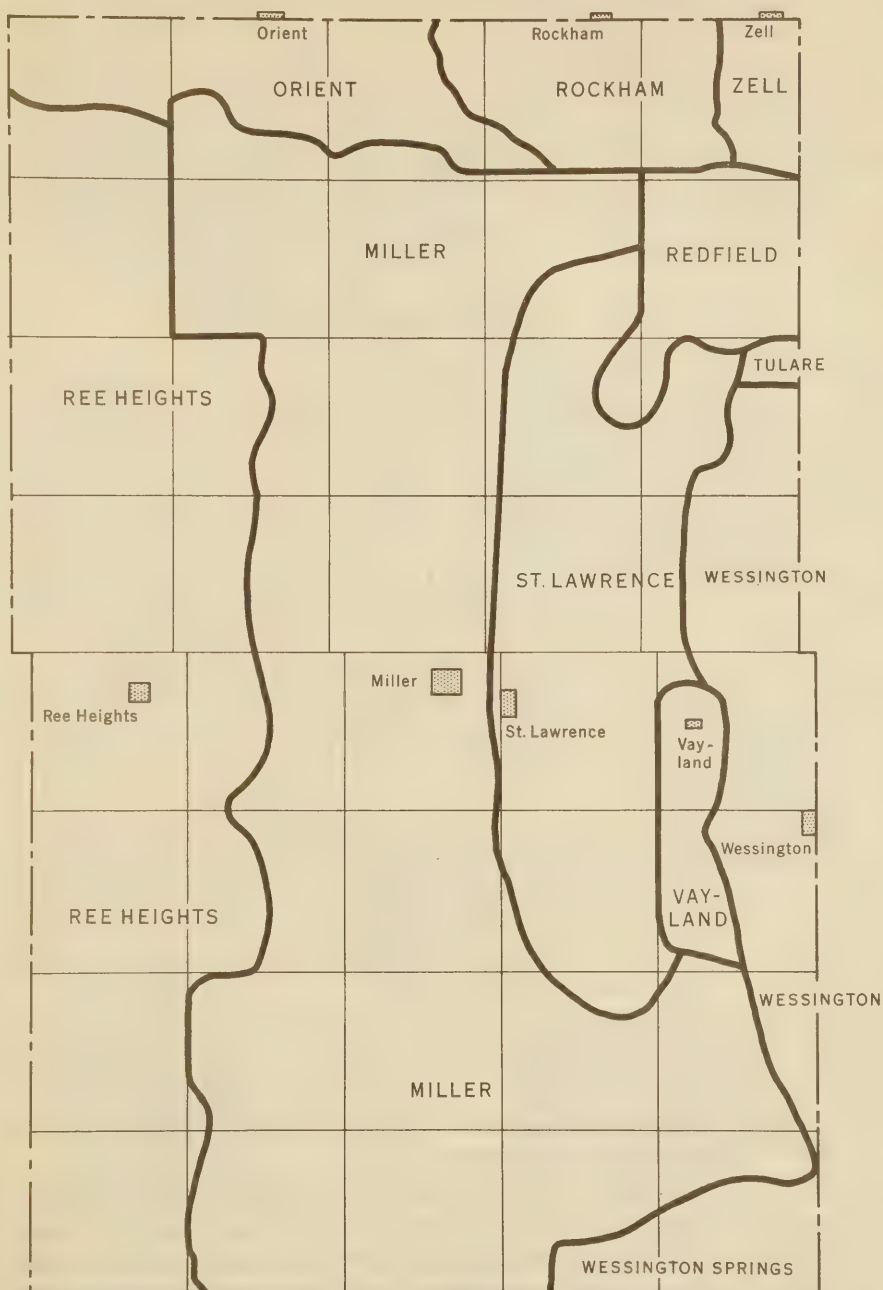 Orient
Rockham
Zell
ORIENT
ROCKHAM
ZELL
MILLER
REDFIELD
TULARE
REE HEIGHTS
ST. LAWRENCE
WESSINGTON
Miller
Ree Heights
St. Lawrence
Vay-
land
Wessington
REE HEIGHTS
VAY-
LAND
WESSINGTON
MILLER
WESSINGTON SPRINGS